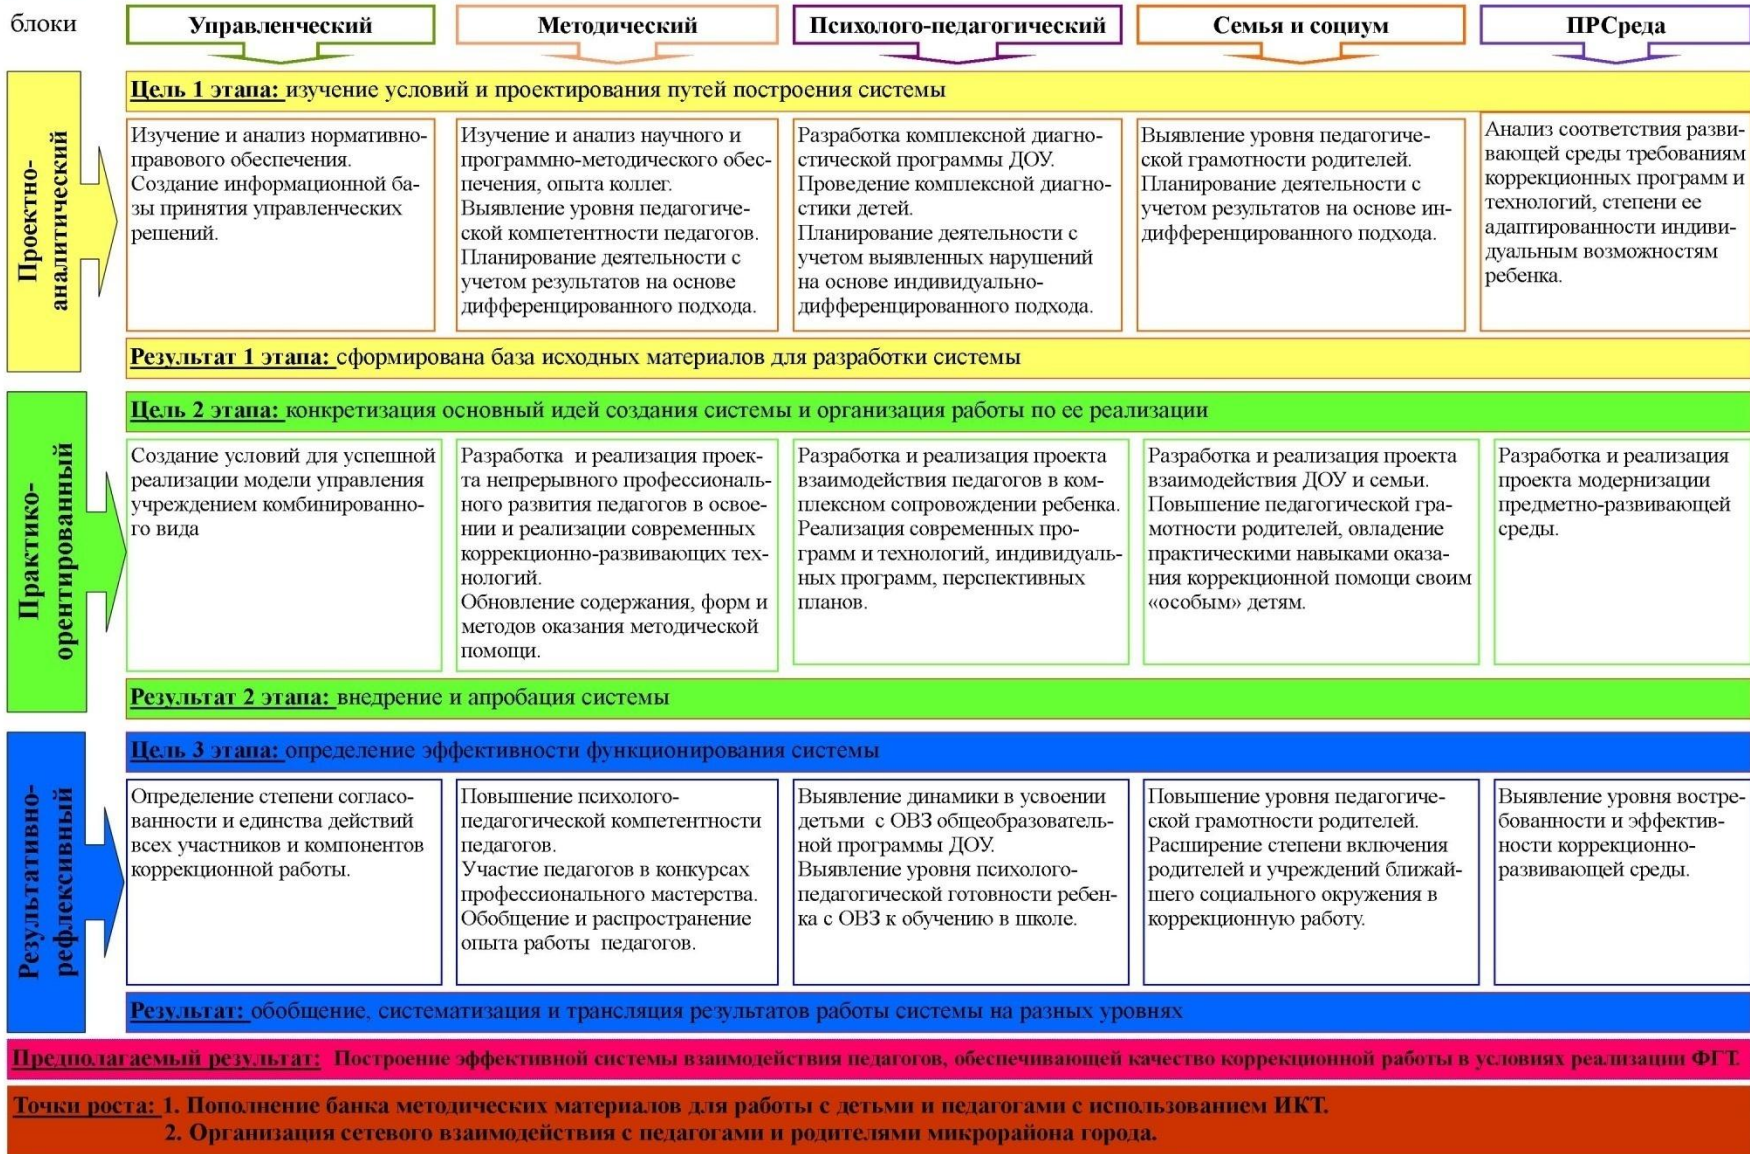 блоки
Управленческий
Методический
Психолого-педагогический
Семья и социум
ПРСреда
Проектно-
аналитический
Цель 1 этапа: изучение условий и проектирования путей построения системы
Изучение и анализ нормативно-
правового обеспечения.
Создание информационной ба-
зы принятия управленческих
решений.
Изучение и анализ научного и
программно-методического обес-
печения, опыта коллег.
Выявление уровня педагогиче-
ской компетентности педагогов.
Планирование деятельности с
учетом результатов на основе
дифференцированного подхода.
Разработка комплексной диагно-
стической программы ДОУ.
Проведение комплексной диагно-
стики детей.
Планирование деятельности с
учетом выявленных нарушений
на основе индивидуально-
дифференцированного подхода.
Выявление уровня педагогиче-
ской грамотности родителей.
Планирование деятельности с
учетом результатов на основе ин-
дифференцированного подхода.
Анализ соответствия разви-
вающей среды требованиям
коррекционных программ и
технологий, степени ее
адаптированности индиви-
дуальным возможностям
ребенка.
Результат 1 этапа: сформирована база исходных материалов для разработки системы
Практико-
орентированный
Цель 2 этапа: конкретизация основный идей создания системы и организация работы по ее реализации
Создание условий для успешной
реализации модели управления
учреждением комбинированно-
го вида
Разработка и реализация проек-
та непрерывного профессиональ-
ного развития педагогов в освое-
нии и реализации современных
коррекционно-развивающих тех-
нологий.
Обновление содержания, форм и
методов оказания методической
помощи.
Разработка и реализация проекта
взаимодействия педагогов в ком-
плексном сопровождении ребенка.
Реализация современных про-
грамм и технологий, индивидуаль-
ных программ, перспективных
планов.
Разработка и реализация проекта
взаимодействия ДОУ и семьи.
Повышение педагогической гра-
мотности родителей, овладение
практическими навыками оказа-
ния коррекционной помощи своим
«особым» детям.
Разработка и реализация
проекта модернизации
предметно-развивающей
среды.
Результат 2 этапа: внедрение и апробация системы
Результативно-
рефлексивный
Цель 3 этапа: определение эффективности функционирования системы
Определение степени согласо-
ванности и единства действий
всех участников и компонентов
коррекционной работы.
Повышение психолого-
педагогической компетентности
педагогов.
Участие педагогов в конкурсах
профессионального мастерства.
Обобщение и распространение
опыта работы педагогов.
Выявление динамики в усвоении
детьми с ОВЗ общеобразователь-
ной программы ДОУ.
Выявление уровня психолого-
педагогической готовности ребен-
ка с ОВЗ к обучению в школе.
Повышение уровня педагогиче-
ской грамотности родителей.
Расширение степени включения
родителей и учреждений ближай-
шего социального окружения в
коррекционную работу.
Выявление уровня востре-
бованности и эффектив-
ности коррекционно-
развивающей среды.
Результат: обобщение, систематизация и трансляция результатов работы системы на разных уровнях
Предполагаемый результат: Построение эффективной системы взаимодействия педагогов, обеспечивающей качество коррекционной работы в условиях реализации ФГТ.
Точки роста: 1. Пополнение банка методических материалов для работы с детьми и педагогами с использованием ИКТ.
2. Организация сетевого взаимодействия с педагогами и родителями микрорайона города.